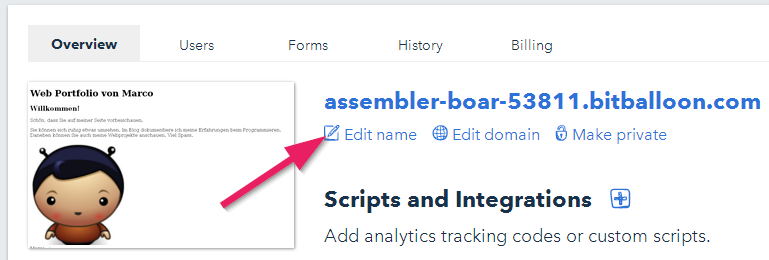 Overview Users Forms History Billing
Web Portfolio von Marco
Willkommen!
Schön, dass Sie auf meiner Seite vorbeischauen.
Sie können sich ruhig etwas umsehen. Im Blog dokumentiere ich meine Erfahrungen beim Programmieren.
Daneben können Sie auch meine Webprojekte anschauen. Viel Spass.
assembler-boar-53811.bitballoon.com
Edit name Edit domain Make private
Scripts and Integrations
Add analytics tracking codes or custom scripts.